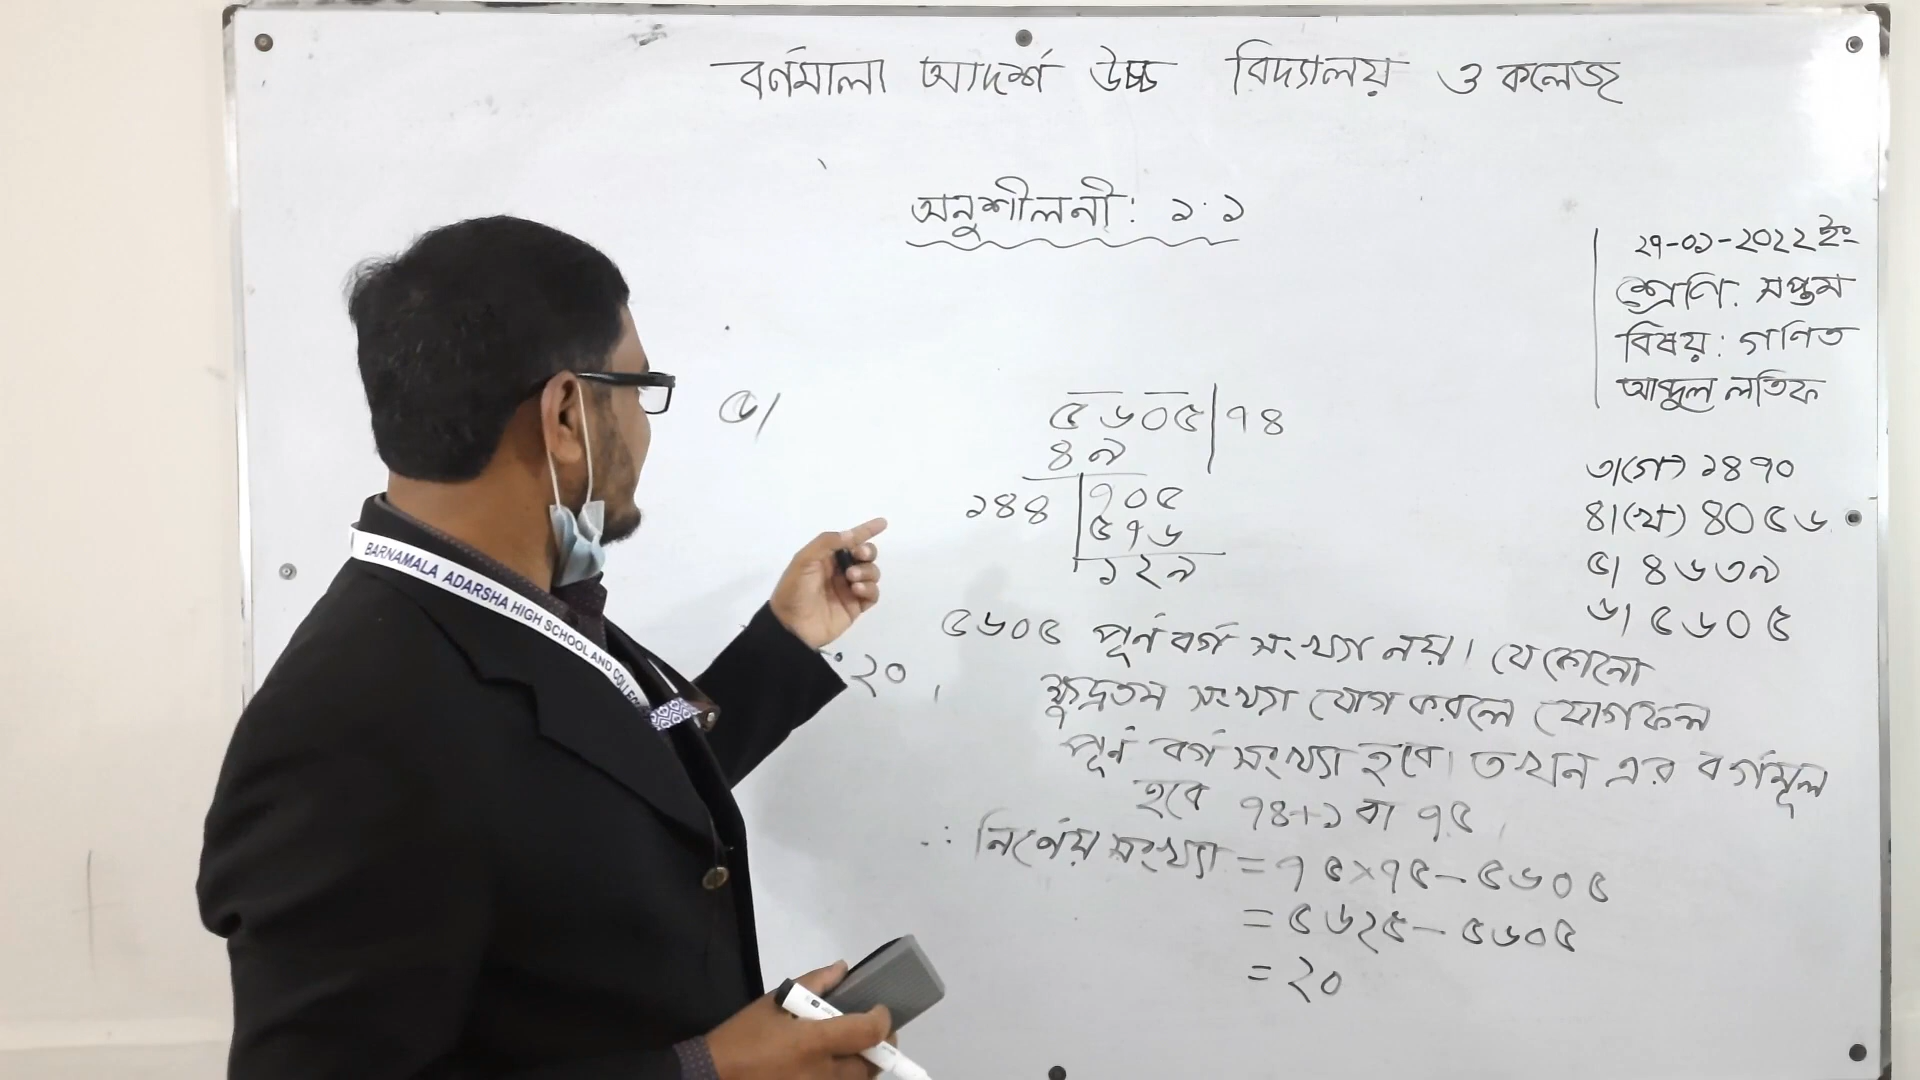 বর্ণমালা আদর্শ উচ্চ বিদ্যালয় ও কলেজ
অনুশীলনী: ১.১
২৭-০১-২০২২ ইং
শ্রেণি: সপ্তম
বিষয়: গণিত
আব্দুল লতিফ
৩।(গ) ১৪৭০
৪।(খ) ৪০৫৬
৫। ৪৬৩৯
৬। ৫৬০৫
৬।
৫৬০৫|৭৪
৪৯
১৪৪|৭০৫
৫৭৬
১২৯
৫৬০৫ পূর্ণবর্গ সংখ্যা নয়। যেকোনো
ক্ষুদ্রতম সংখ্যা যোগ করলে যোগফল
পূর্ণ বর্গ সংখ্যা হবে। তখন এর বর্গমূল
হবে ৭৪+১ বা ৭৫
∴ নির্ণেয় সংখ্যা = ৭৫×৭৫-৫৬০৫
= ৫৬২৫-৫৬০৫
= ২০
: ২০,
BARNAMALA ADARSHA HIGH SCHOOL AND COLLEGE